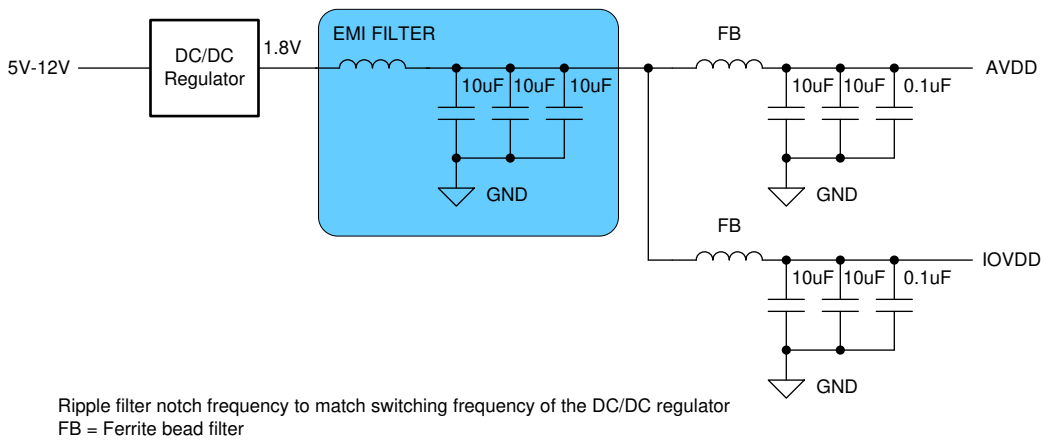 EMI FILTER
FB
5V-12V
DC/DC
Regulator
1.8V
AVDD
10uF 10uF 10uF
10uF 10uF 0.1uF
GND
GND
FB
IOVDD
10uF 10uF 0.1uF
GND
Ripple filter notch frequency to match switching frequency of the DC/DC regulator
FB = Ferrite bead filter